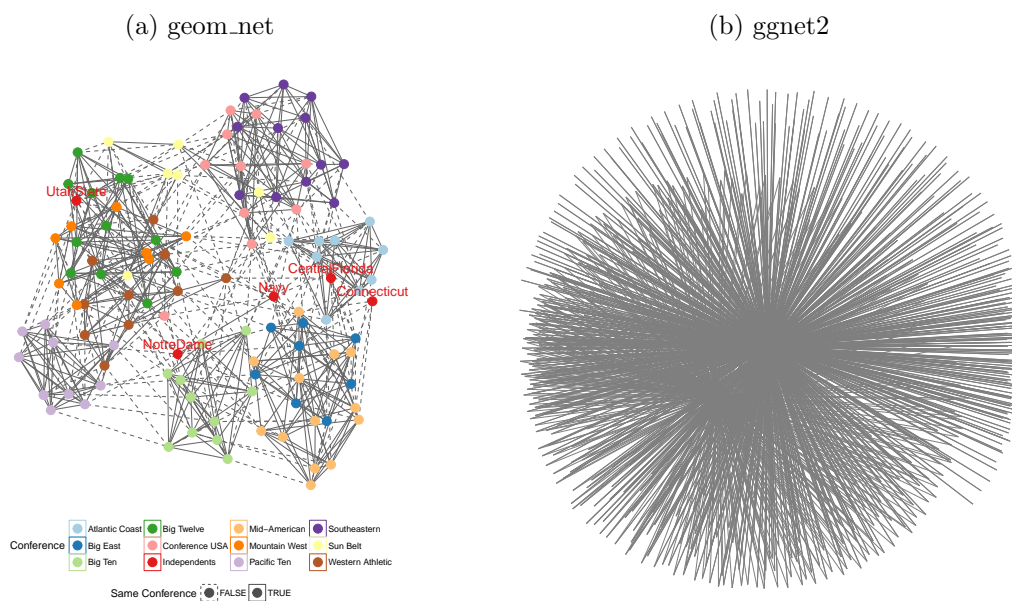 (a) geom_net
(b) ggnet2
UtahState
CentralFlorida
Navy
Connecticut
NotreDame
Atlantic Coast Big Twelve Mid−American Southeastern
Conference Big East Conference USA Mountain West Sun Belt
Big Ten Independents Pacific Ten Western Athletic
Same Conference FALSE TRUE